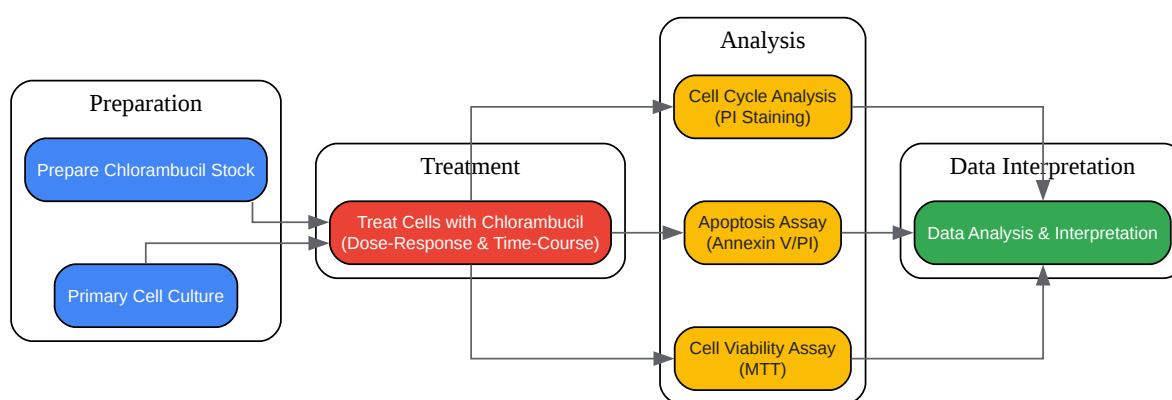 Preparation
Prepare Chlorambucil Stock
Primary Cell Culture
Treatment
Treat Cells with Chlorambucil
(Dose-Response & Time-Course)
Analysis
Cell Cycle Analysis
(PI Staining)
Apoptosis Assay
(Annexin V/PI)
Cell Viability Assay
(MTT)
Data Interpretation
Data Analysis & Interpretation